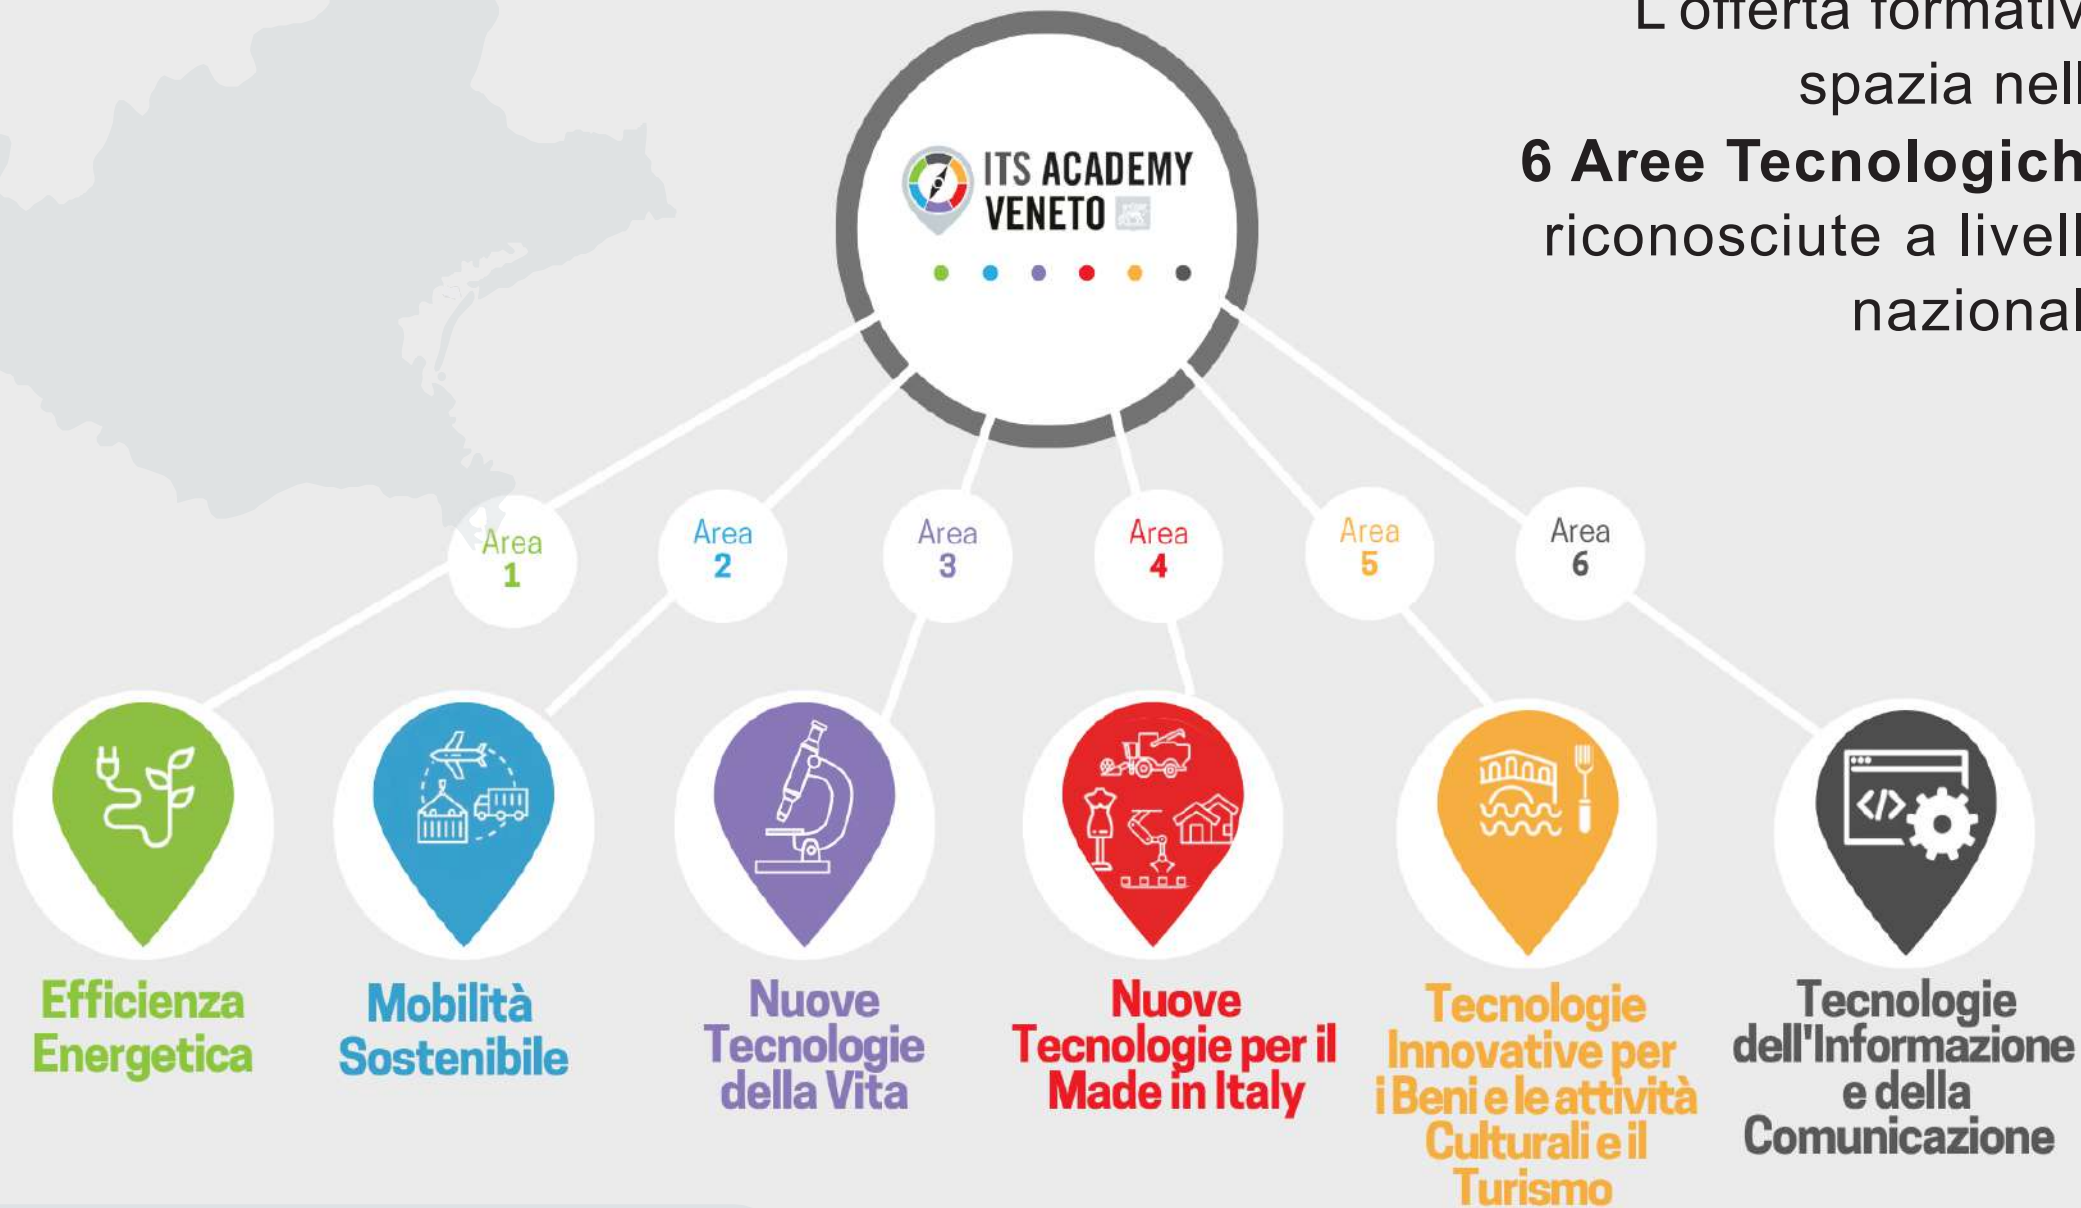 L'offerta formativ
spazia nell
6 Aree Tecnologich
riconosciute a livell
nazional
ITS ACADEMY
VENETO
Area
1
Area
2
Area
3
Area
4
Area
5
Area
6
Efficienza
Energetica
Mobilità
Sostenibile
Nuove
Tecnologie
della Vita
Nuove
Tecnologie per il
Made in Italy
Tecnologie
Innovative per
i Beni e le attività
Culturali e il
Turismo
Tecnologie
dell'Informazione
e della
Comunicazione